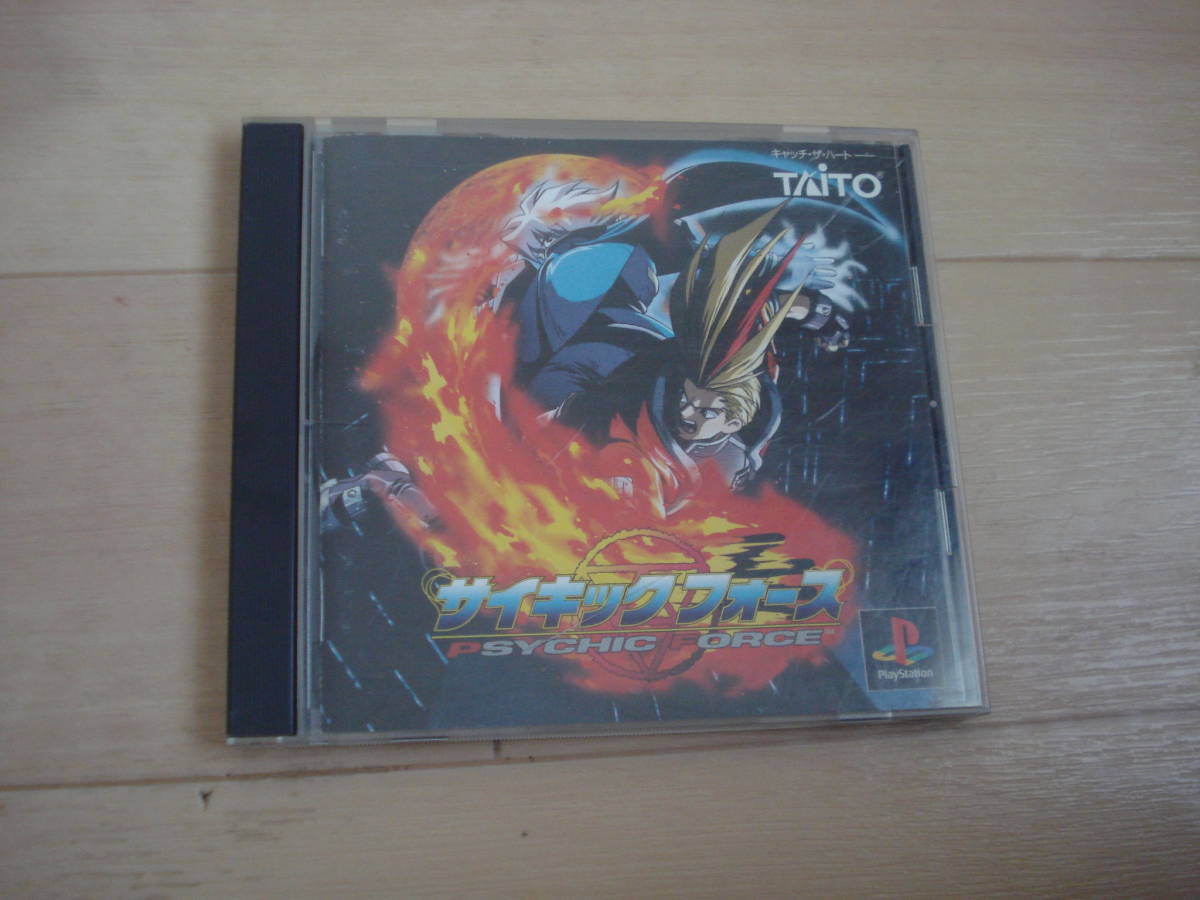 キャッチ・ザ・ハート
TAiTO®
サイキック・フォース
PSYCHIC FORCE™
PlayStation